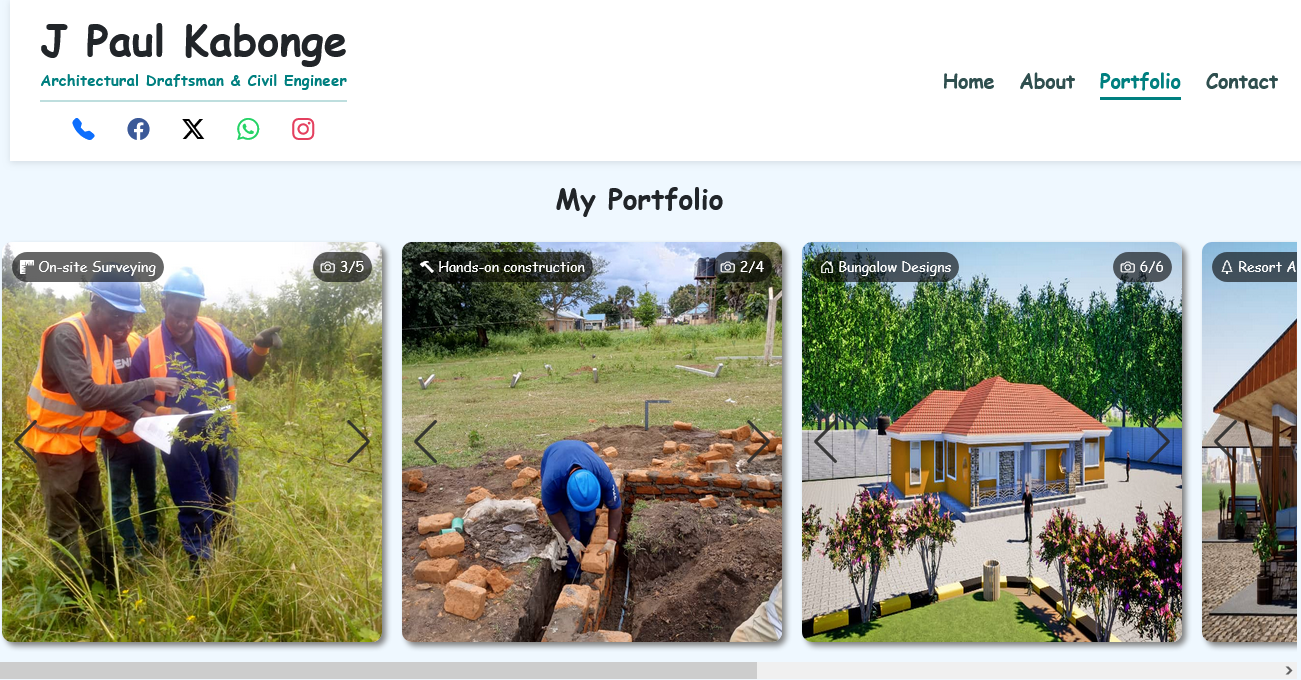 J Paul Kabonge
Architectural Draftsman & Civil Engineer
Home About Portfolio Contact
My Portfolio
On-site Surveying
3/5
Hands-on construction
2/4
Bungalow Designs
6/6
Resort A